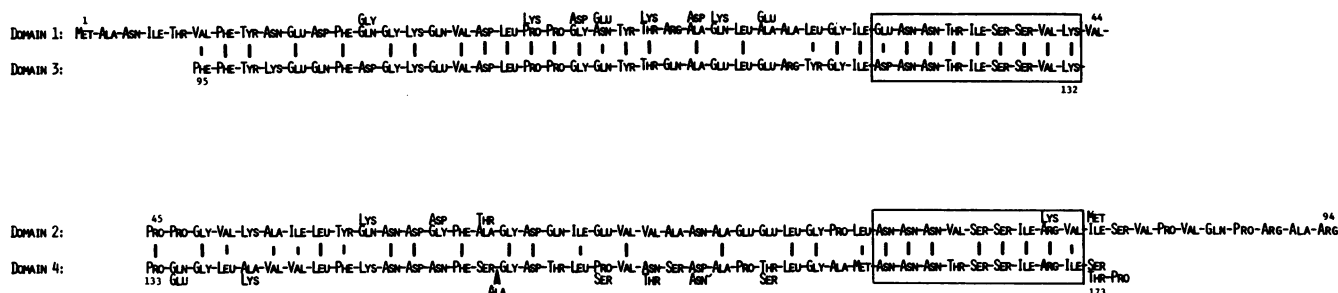 GLY LYS ASP GLU LYS ASP LYS GLU
1 44
DOMAIN 1: MET-ALA-ASN-ILE-THR-VAL-PHE-TYR-ASN-GLU-ASP-PHE-GLN-GLY-LYS-GLN-VAL-ASP-LEU-PRO-PRO-GLY-ASN-TYR-THR-ARG-ALA-GLN-LEU-ALA-ALA-LEU-GLY-ILE-GLU-ASN-ASN-THR-ILE-SER-SER-VAL-LYS-VAL-
DOMAIN 3: PHE-PHE-TYR-LYS-GLU-GLN-PHE-ASP-GLY-LYS-GLU-VAL-ASP-LEU-PRO-PRO-GLY-GLN-TYR-THR-GLN-ALA-GLU-LEU-GLU-ARG-TYR-GLY-ILE-ASP-ASN-ASN-THR-ILE-SER-SER-VAL-LYS-
95 132
45 LYS ASP THR LYS MET 94
DOMAIN 2: PRO-PRO-GLY-VAL-LYS-ALA-ILE-LEU-TYR-GLN-ASN-ASP-GLY-PHE-ALA-GLY-ASP-GLN-ILE-GLU-VAL-VAL-ALA-ASN-ALA-GLU-GLU-LEU-GLY-PRO-LEU-ASN-ASN-ASN-VAL-SER-SER-ILE-ARG-VAL-ILE-SER-VAL-PRO-VAL-GLN-PRO-ARG-ALA-ARG
DOMAIN 4: PRO-GLN-GLY-LEU-ALA-VAL-VAL-LEU-PHE-LYS-ASN-ASP-ASN-PHE-SER-GLY-ASP-THR-LEU-PRO-VAL-ASN-SER-ASP-ALA-PRO-THR-LEU-GLY-ALA-MET-ASN-ASN-ASN-THR-SER-SER-ILE-ARG-ILE-SER
133 GLU LYS ALA SER THR ASN SER THR-PRO
173